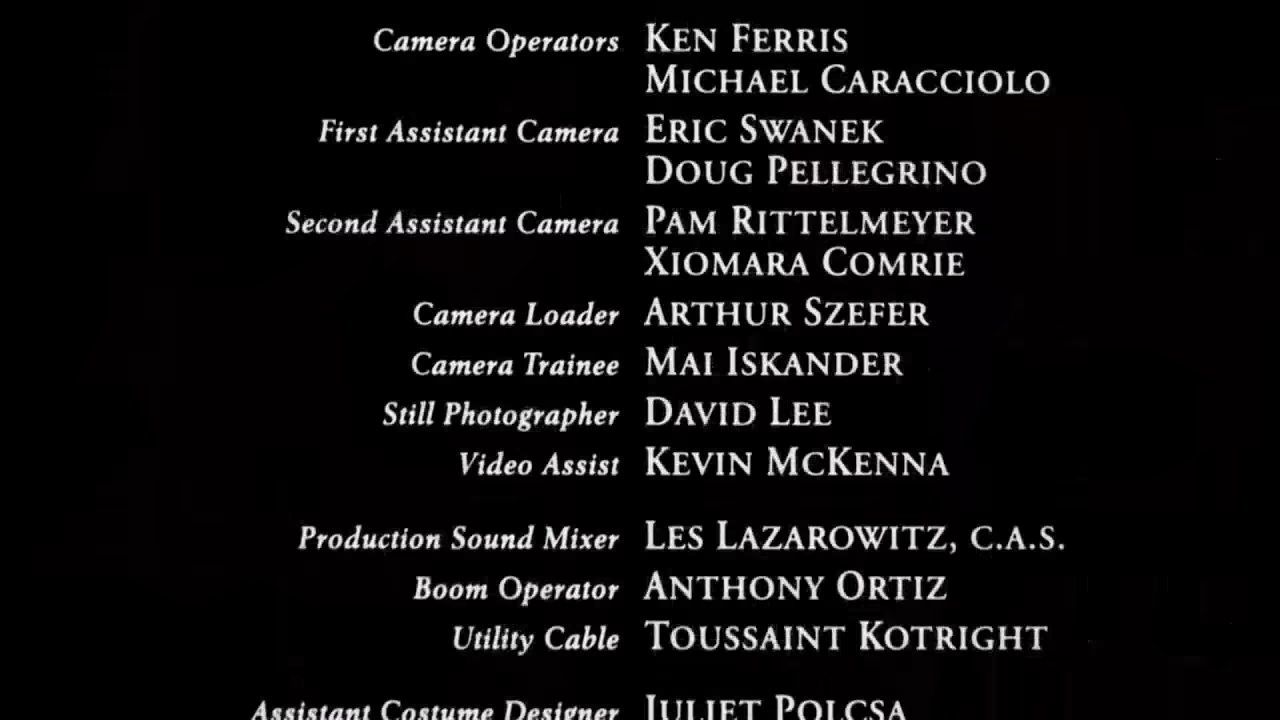 Camera Operators KEN FERRIS
MICHAEL CARACCIOLO
First Assistant Camera ERIC SWANEK
DOUG PELLEGRINO
Second Assistant Camera PAM RITTELMEYER
XIOMARA COMRIE
Camera Loader ARTHUR SZEFER
Camera Trainee MAI ISKANDER
Still Photographer DAVID LEE
Video Assist KEVIN MCKENNA
Production Sound Mixer LES LAZAROWITZ, C.A.S.
Boom Operator ANTHONY ORTIZ
Utility Cable TOUSSAINT KOTRIGHT
Assistant Costume Designer JULIET POLCSA